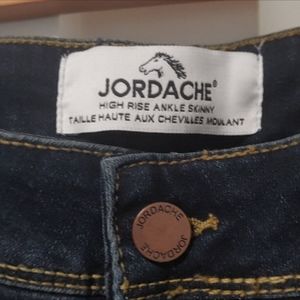 JORDACHE®
HIGH RISE ANKLE SKINNY
TAILLE HAUTE AUX CHEVILLES MOULANT
JORDACHE
JORDACHE